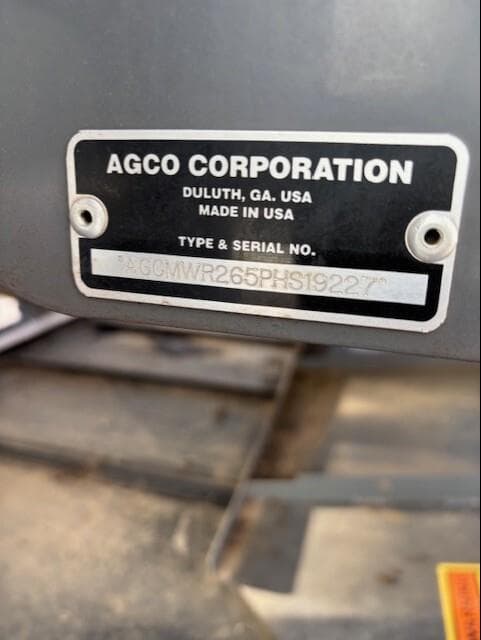 AGCO CORPORATION
DULUTH, GA. USA
MADE IN USA
TYPE & SERIAL NO.
*AGCMWR265PHS19227*